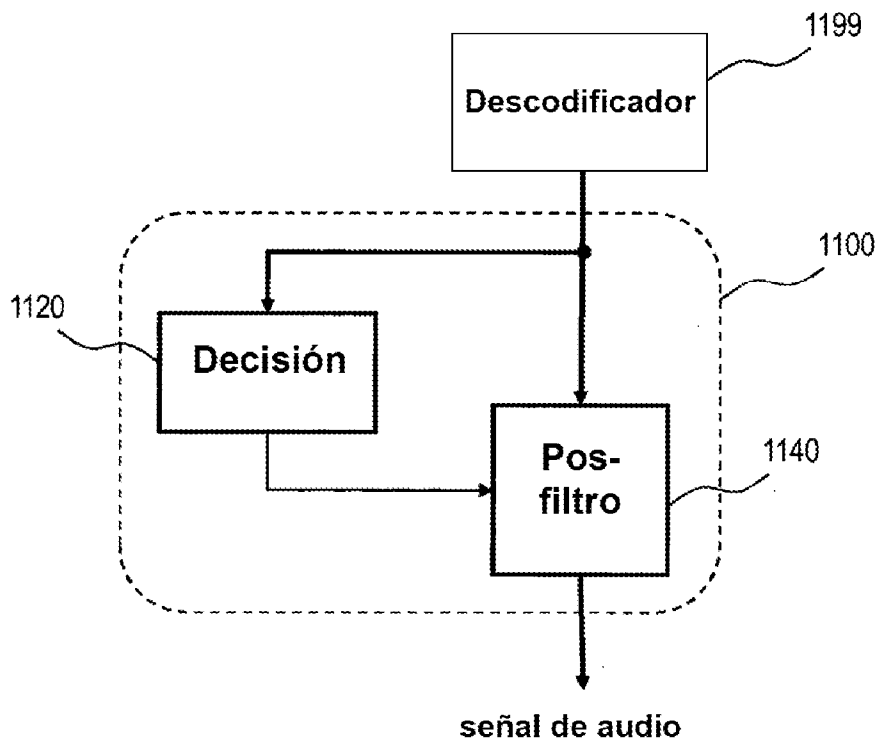 1199
Descodificador
1100
1120
Decisión
Pos-
filtro
1140
señal de audio